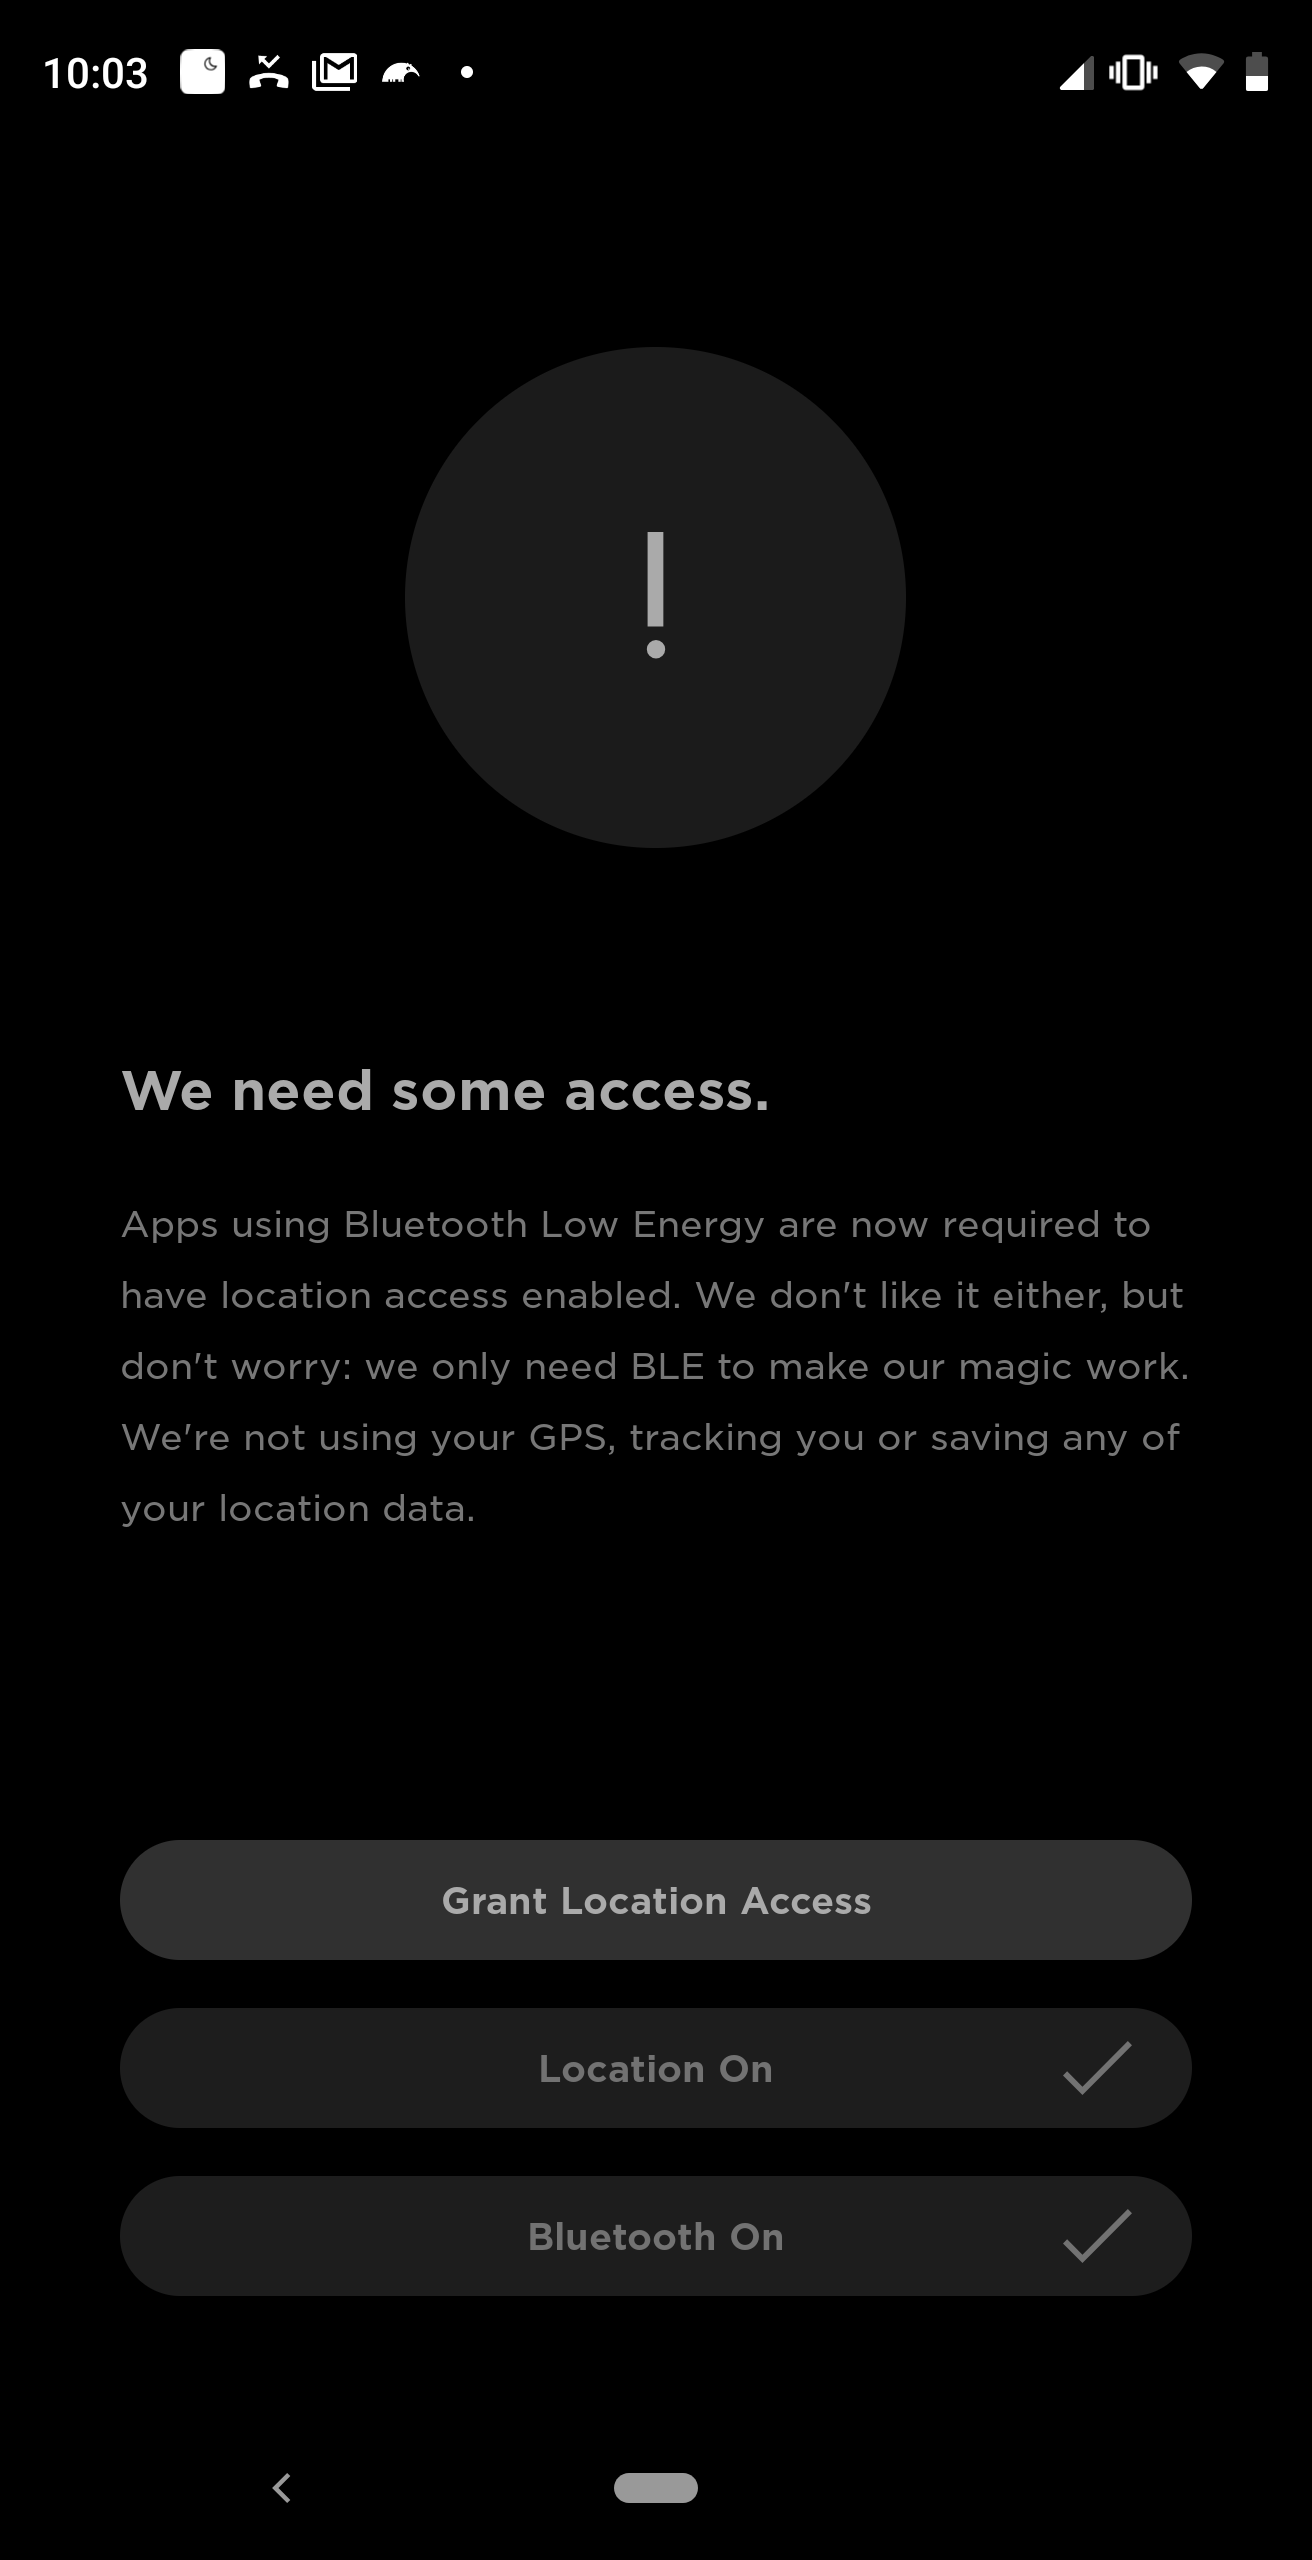 10:03
We need some access.
Apps using Bluetooth Low Energy are now required to
have location access enabled. We don't like it either, but
don't worry: we only need BLE to make our magic work.
We're not using your GPS, tracking you or saving any of
your location data.
Grant Location Access
Location On
Bluetooth On